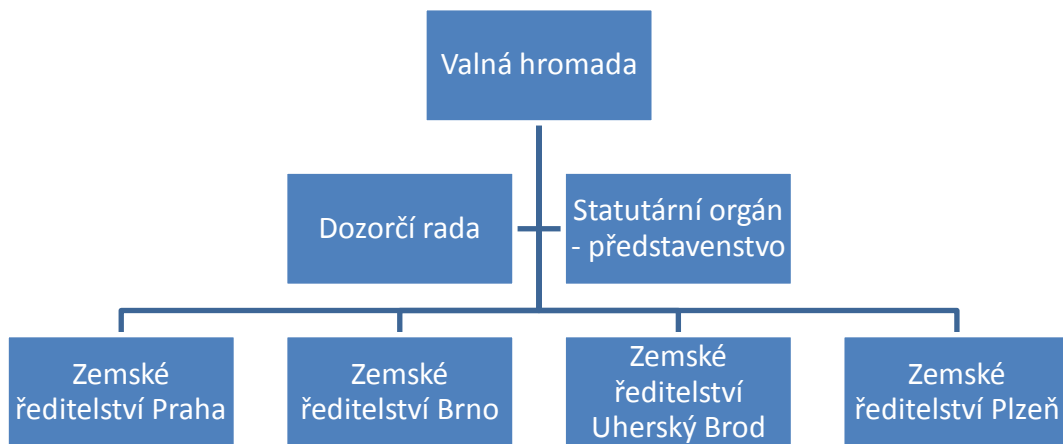 Valná hromada
Dozorčí rada
Statutární orgán
- představenstvo
Zemské
ředitelství Praha
Zemské
ředitelství Brno
Zemské
ředitelství
Uherský Brod
Zemské
ředitelství Plzeň